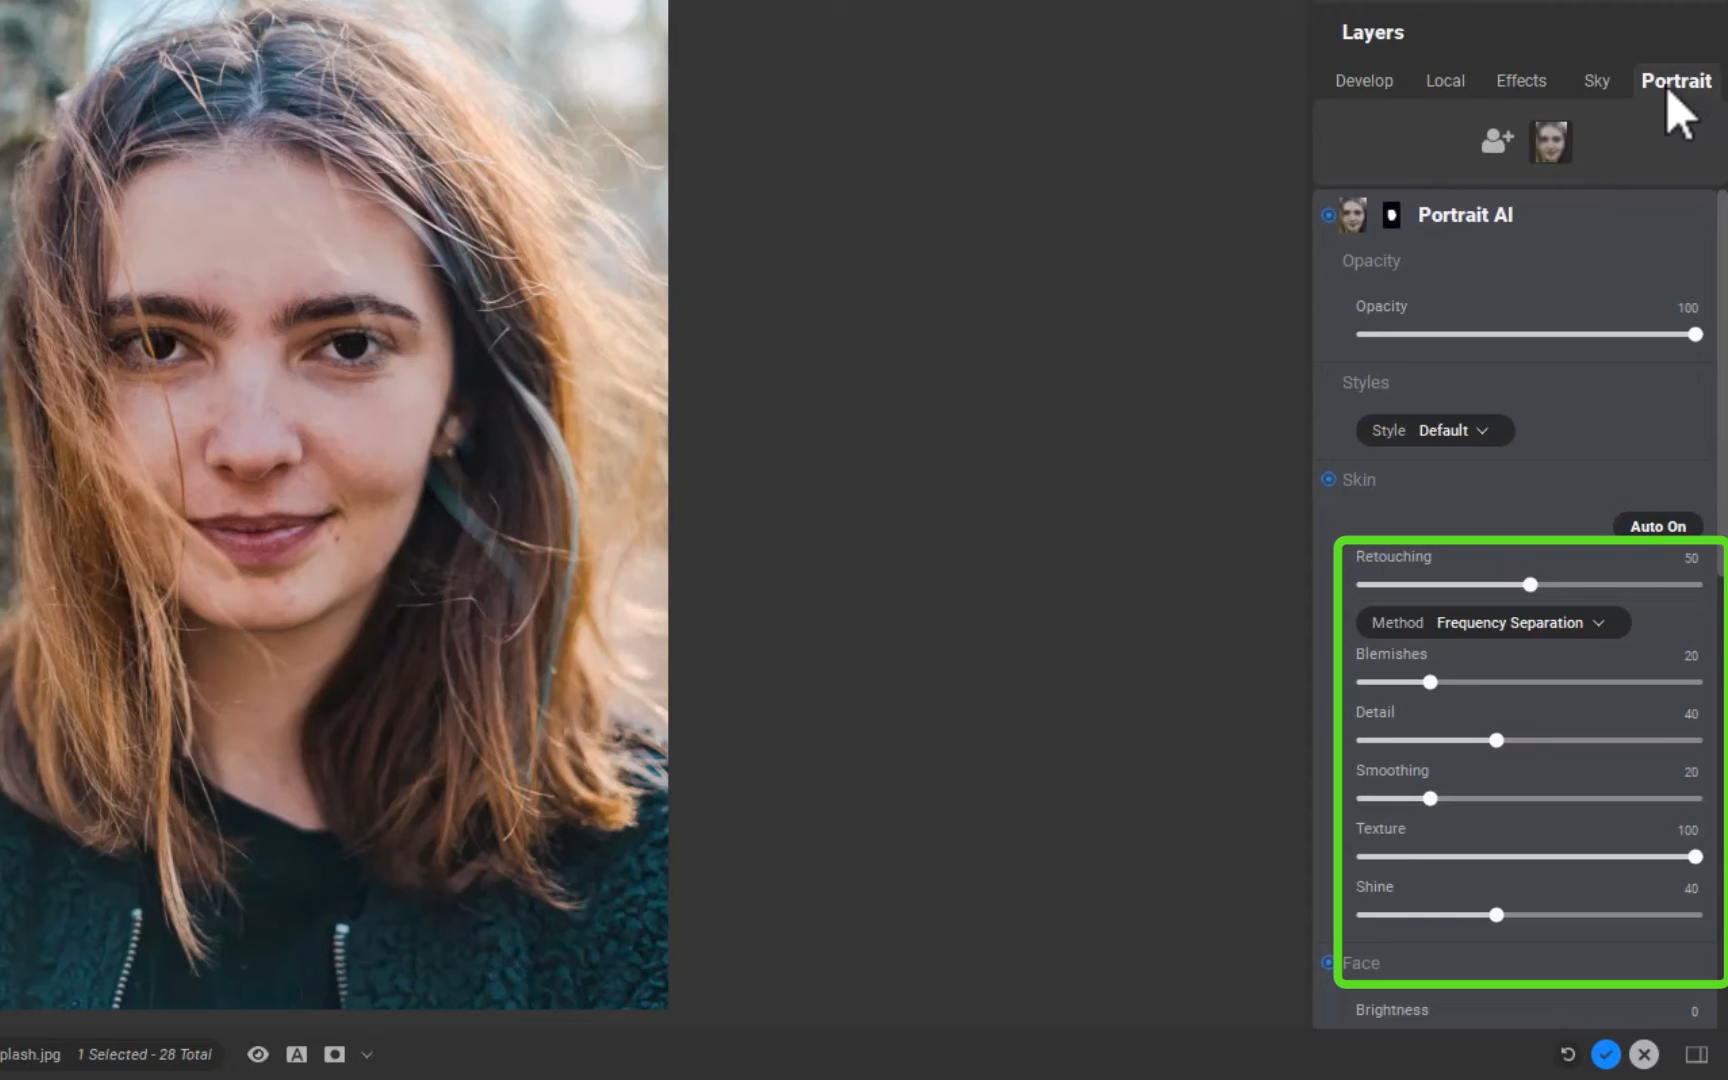 Layers
Develop Local Effects Sky Portrait
Portrait AI
Opacity
Opacity 100
Styles
Style Default
Skin
Auto On
Retouching 50
Method Frequency Separation
Blemishes 20
Detail 40
Smoothing 20
Texture 100
Shine 40
Face
Brightness 0
plash.jpg 1 Selected - 28 Total
A